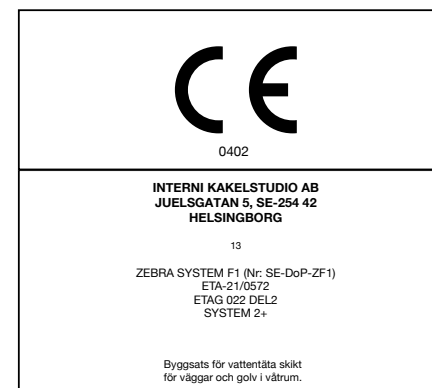 CE
0402
INTERNI KAKELSTUDIO AB
JUELSGATAN 5, SE-254 42
HELSINGBORG
13
ZEBRA SYSTEM F1 (Nr: SE-DoP-ZF1)
ETA-21/0572
ETAG 022 DEL2
SYSTEM 2+
Byggsats för vattentäta skikt
för väggar och golv i våtrum.